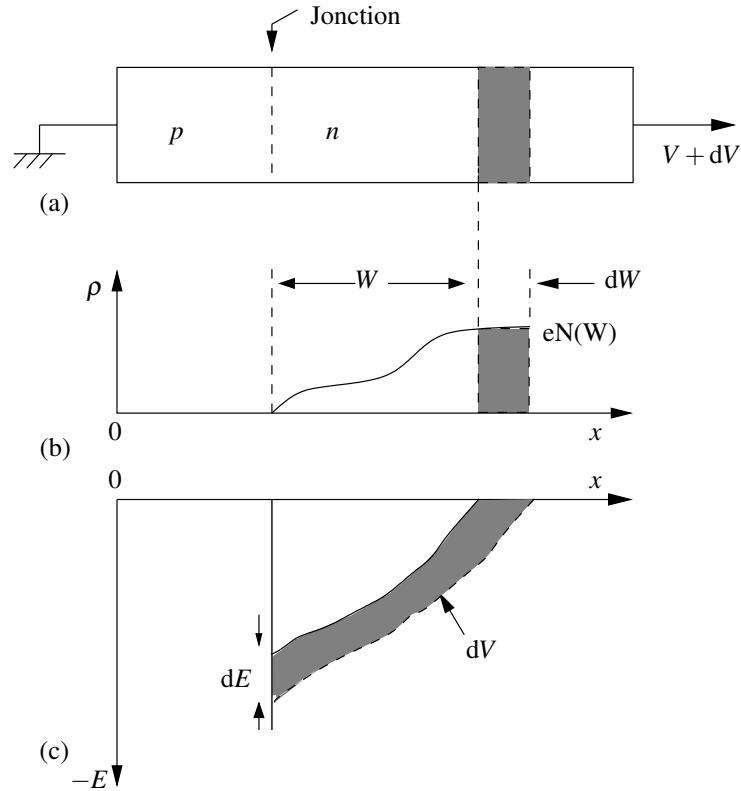 Jonction
p
n
V + dV
(a)
ρ
W
dW
eN(W)
0
x
(b)
0
x
dV
dE
(c)
−E